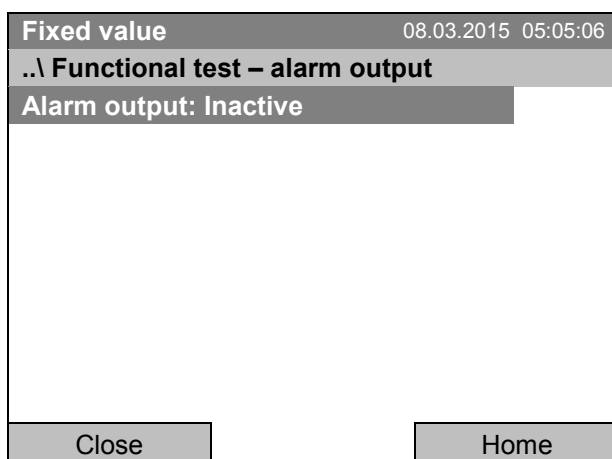 Fixed value 08.03.2015 05:05:06
..\ Functional test – alarm output
Alarm output: Inactive
Close Home